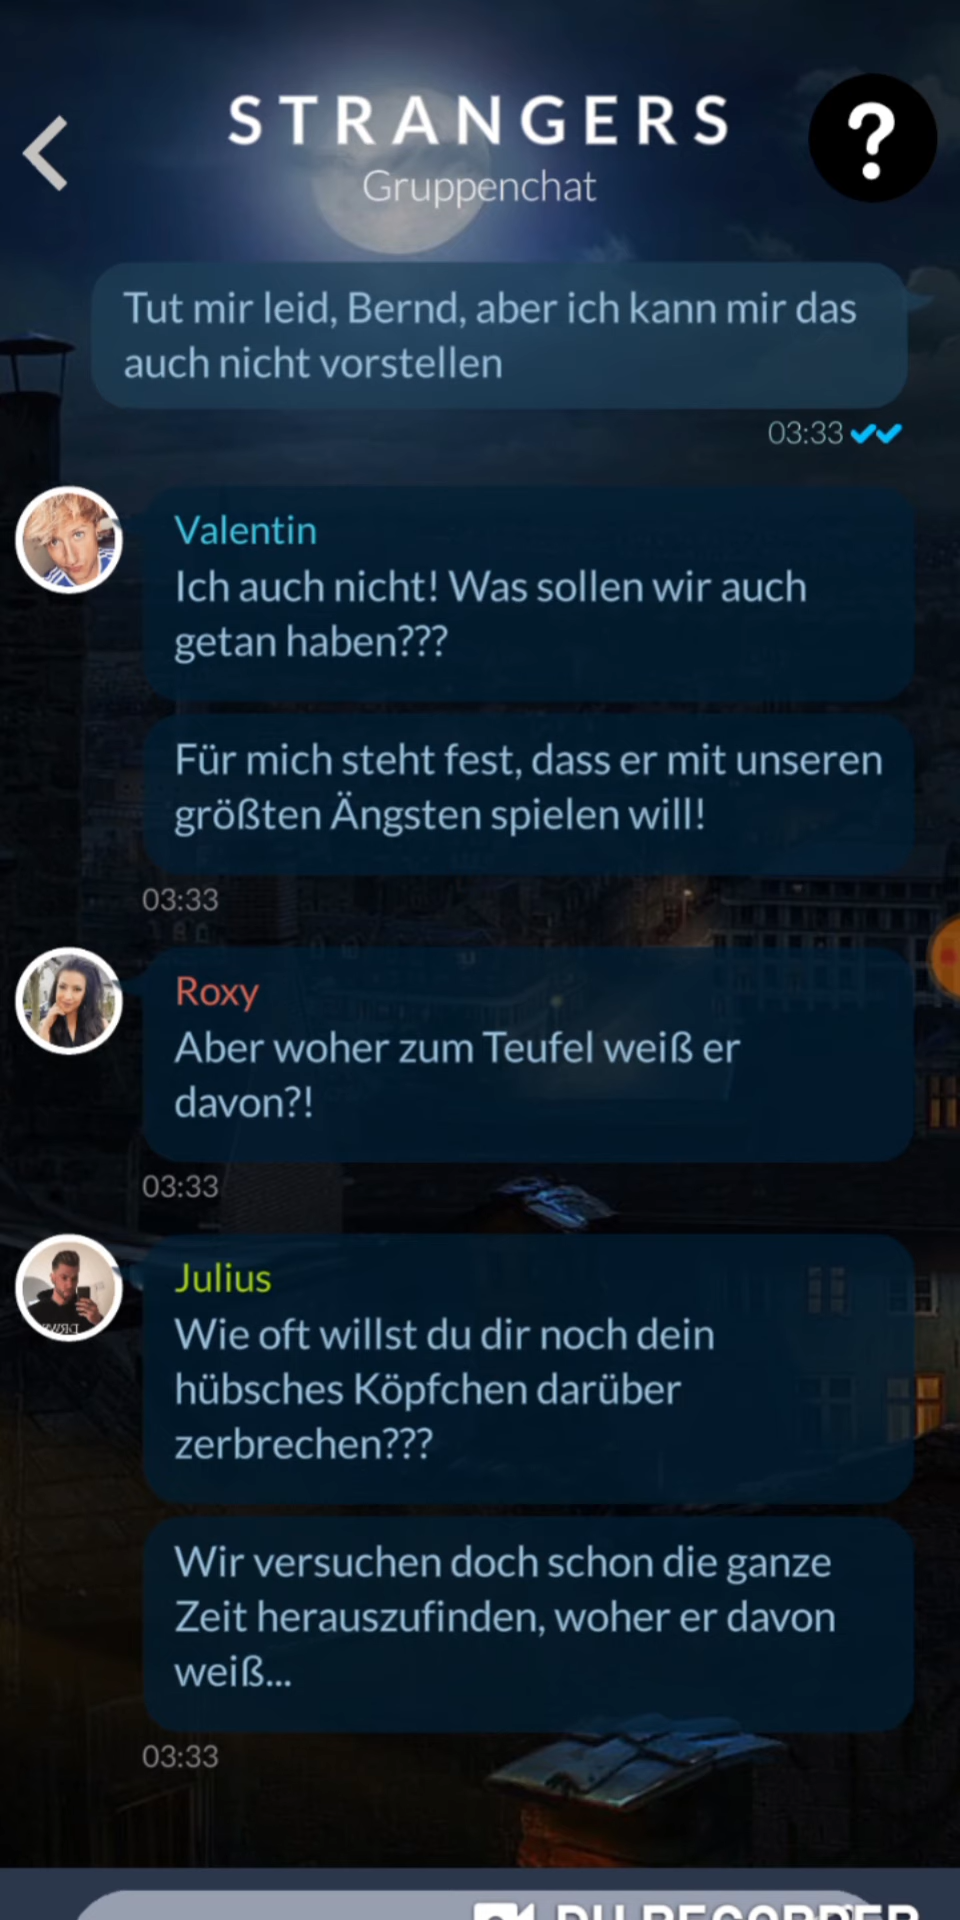 STRANGERS
Gruppenchat
?
Tut mir leid, Bernd, aber ich kann mir das
auch nicht vorstellen
03:33
Valentin
Ich auch nicht! Was sollen wir auch
getan haben???
Für mich steht fest, dass er mit unseren
größten Ängsten spielen will!
03:33
Roxy
Aber woher zum Teufel weiß er
davon?!
03:33
Julius
Wie oft willst du dir noch dein
hübsches Köpfchen darüber
zerbrechen???
Wir versuchen doch schon die ganze
Zeit herauszufinden, woher er davon
weiß...
03:33
DU RECORDER